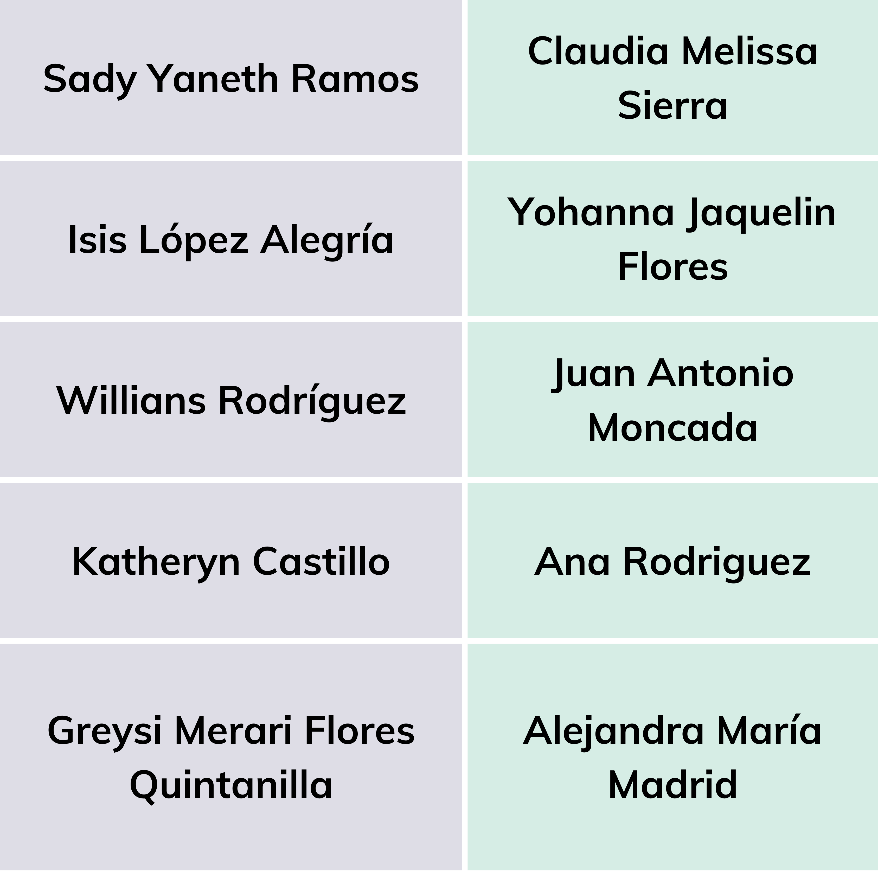 Sady Yaneth Ramos
Claudia Melissa
Sierra
Isis López Alegría
Yohanna Jaquelin
Flores
Willians Rodríguez
Juan Antonio
Moncada
Katheryn Castillo
Ana Rodriguez
Greysi Merari Flores
Quintanilla
Alejandra María
Madrid